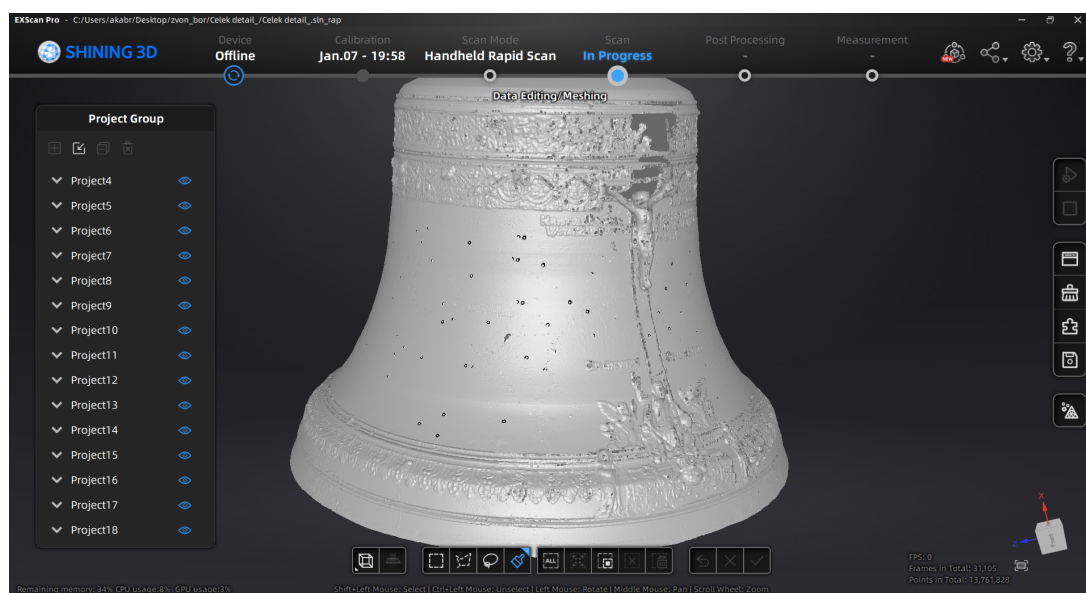 EXScan Pro - C:/Users/akabr/Desktop/zvon_bor/Celek detail_/Celek detail_.sln_rap
SHINING 3D
Device
Offline
Calibration
Jan.07 - 19:58
Scan Mode
Handheld Rapid Scan
Scan
In Progress
Post Processing
-
Measurement
-
NEW
Data Editing/Meshing
Project Group
Project4
Project5
Project6
Project7
Project8
Project9
Project10
Project11
Project12
Project13
Project14
Project15
Project16
Project17
Project18
ALL
X
Z
Front
FPS: 0
Frames in Total: 31,105
Points in Total: 13,761,828
Remaining memory: 34% CPU usage:8% GPU usage:3%
Shift+Left Mouse: Select | Ctrl+Left Mouse: Unselect | Left Mouse: Rotate | Middle Mouse: Pan | Scroll Wheel: Zoom